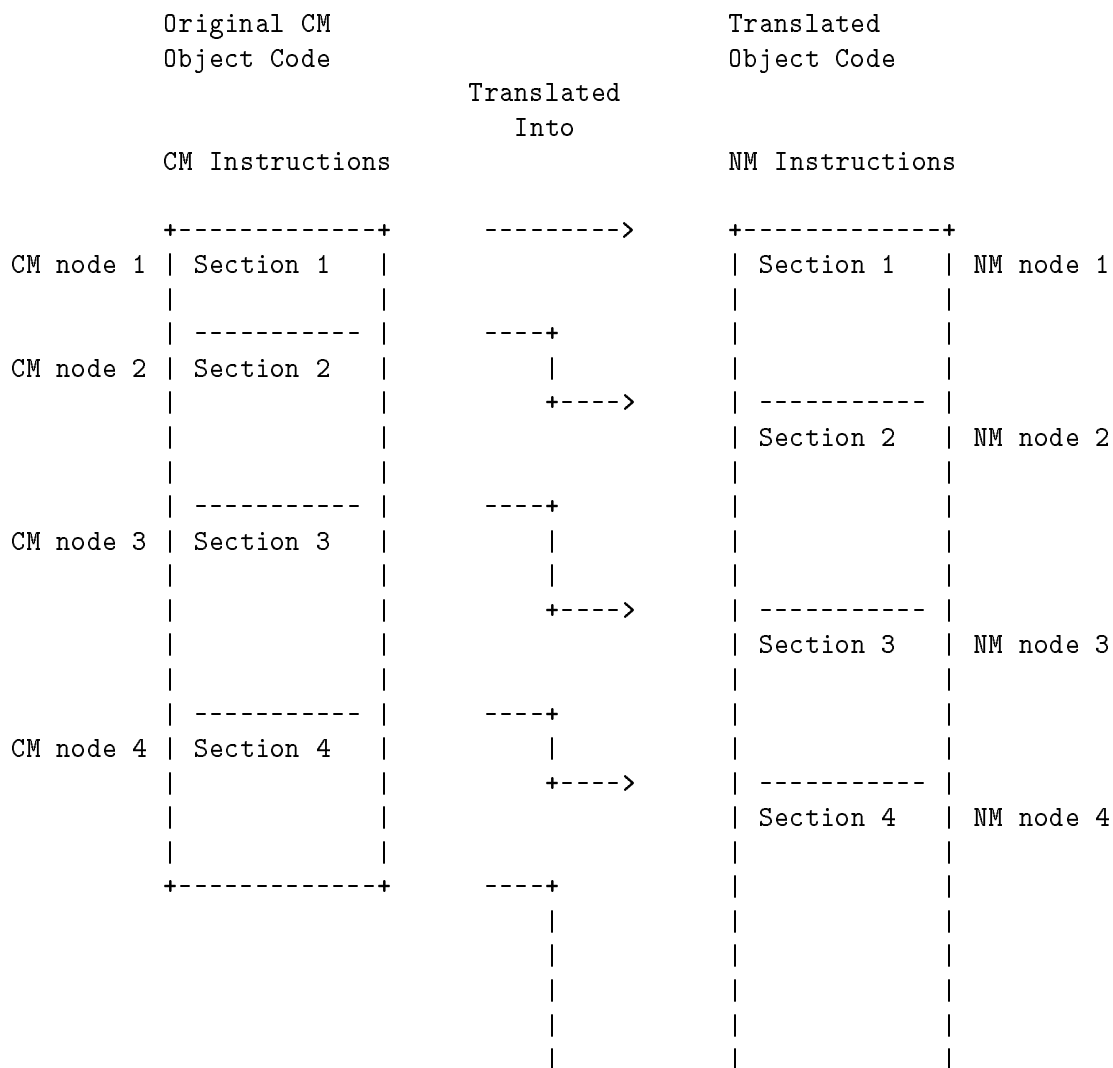 Original CM Translated
Object Code Object Code
Translated
Into
CM Instructions NM Instructions
CM node 1 Section 1 Section 1 NM node 1
CM node 2 Section 2
Section 2 NM node 2
CM node 3 Section 3
Section 3 NM node 3
CM node 4 Section 4
Section 4 NM node 4